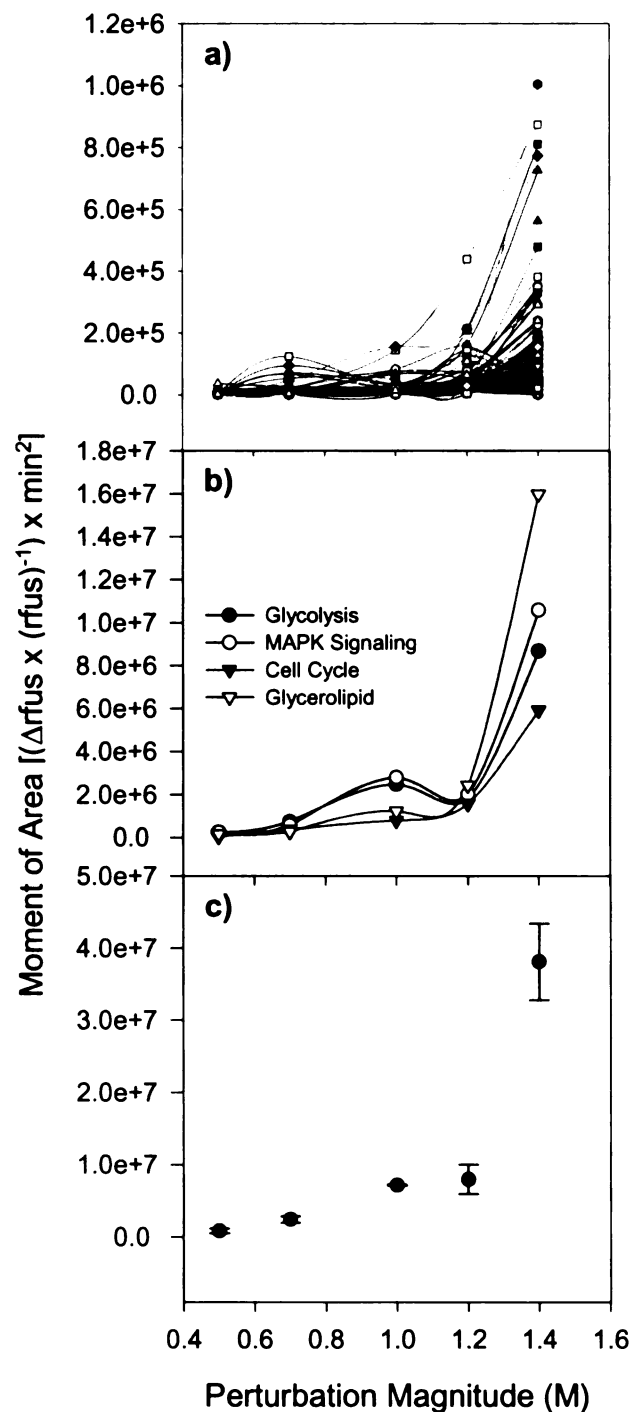 Moment of Area [(Δrfus x (rfus)⁻¹) x min²]
a)
1.2e+6
1.0e+6
8.0e+5
6.0e+5
4.0e+5
2.0e+5
0.0
b)
1.8e+7
1.6e+7
1.4e+7
1.2e+7
1.0e+7
8.0e+6
6.0e+6
4.0e+6
2.0e+6
0.0
Glycolysis
MAPK Signaling
Cell Cycle
Glycerolipid
c)
5.0e+7
4.0e+7
3.0e+7
2.0e+7
1.0e+7
0.0
0.4 0.6 0.8 1.0 1.2 1.4 1.6
Perturbation Magnitude (M)